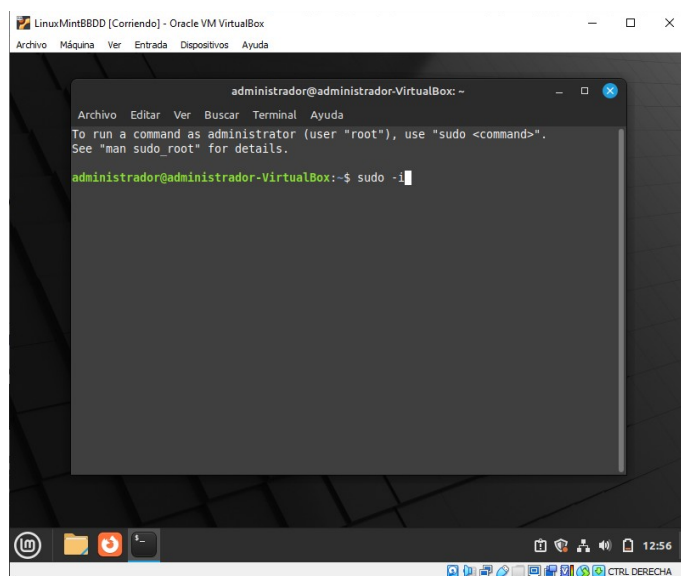 LinuxMintBBDD [Corriendo] - Oracle VM VirtualBox
Archivo Máquina Ver Entrada Dispositivos Ayuda
administrador@administrador-VirtualBox: ~
Archivo Editar Ver Buscar Terminal Ayuda
To run a command as administrator (user "root"), use "sudo <command>".
See "man sudo_root" for details.
administrador@administrador-VirtualBox:~$ sudo -i
$_
12:56
CTRL DERECHA